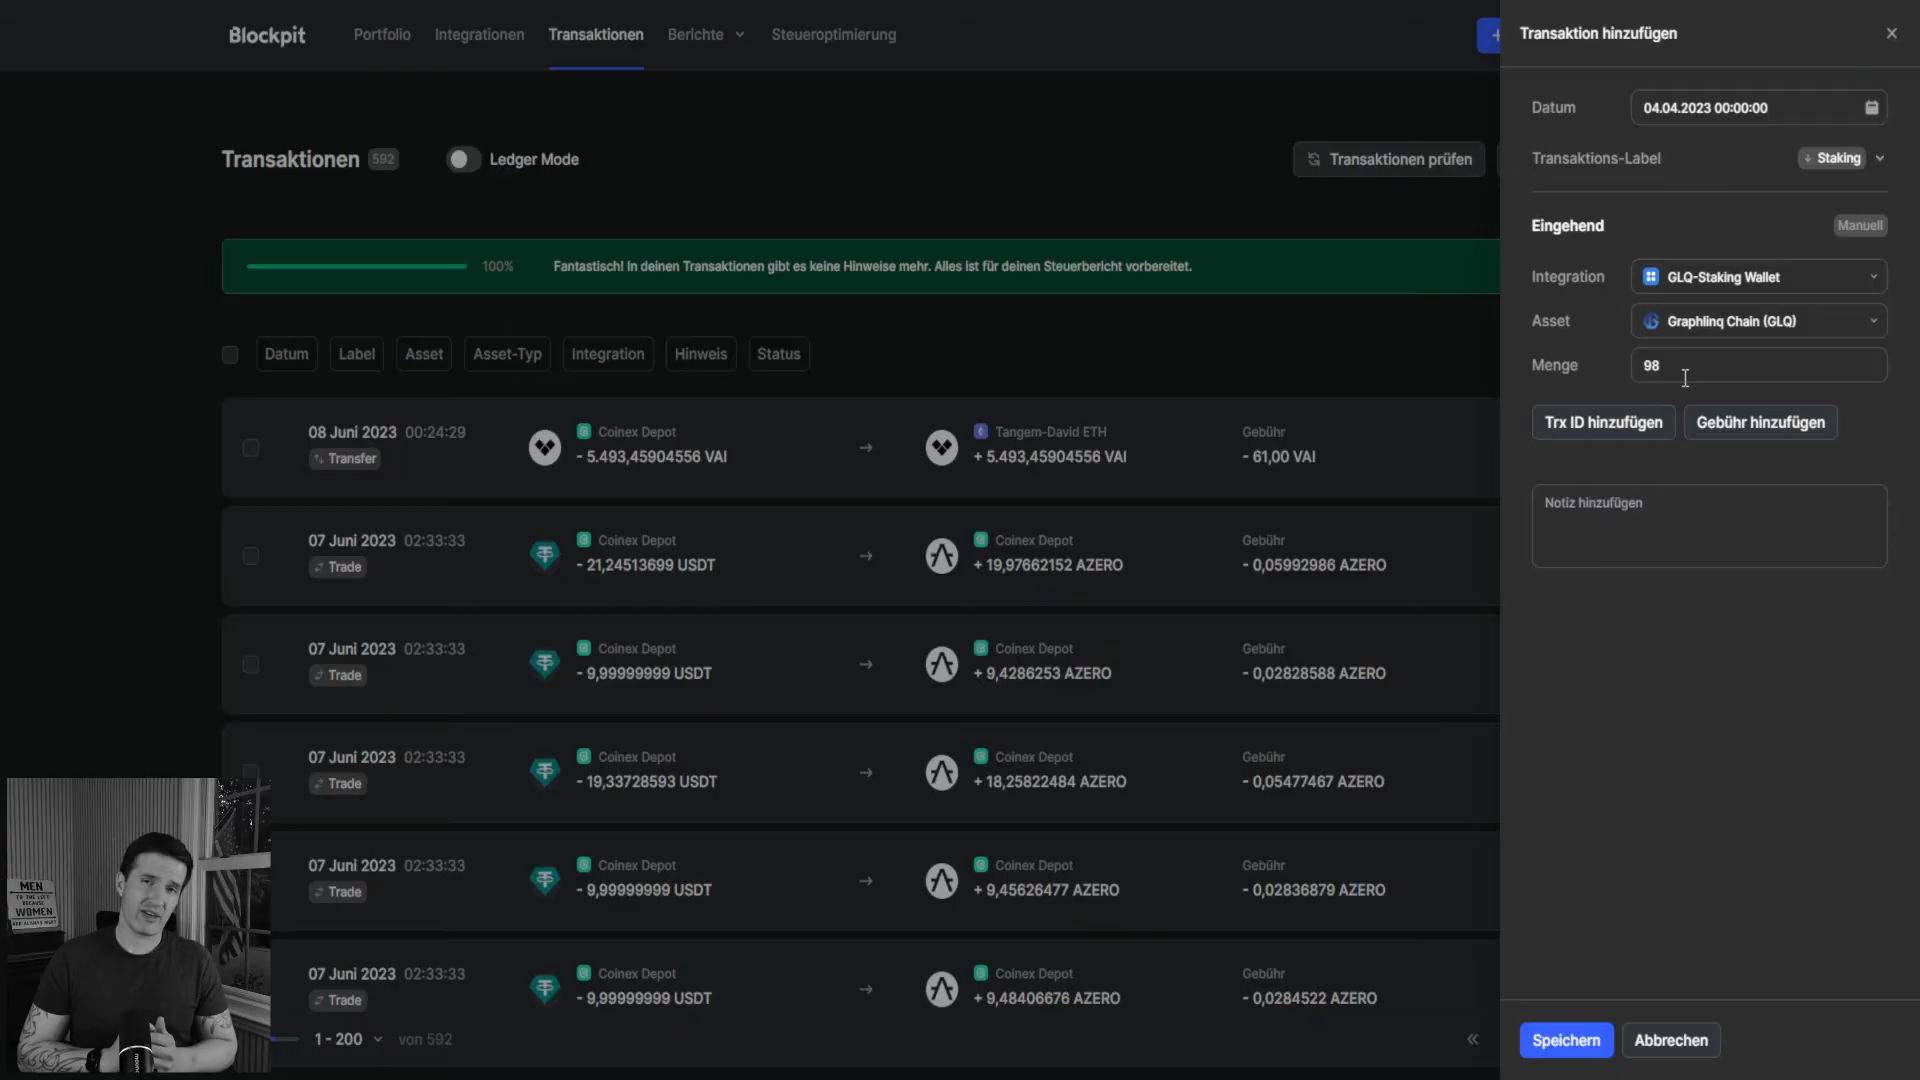 Blockpit
Portfolio
Integrationen
Transaktionen
Berichte
Steueroptimierung
+
Transaktionen 592
Ledger Mode
Transaktionen prüfen
100%
Fantastisch! In deinen Transaktionen gibt es keine Hinweise mehr. Alles ist für deinen Steuerbericht vorbereitet.
Datum
Label
Asset
Asset-Typ
Integration
Hinweis
Status
08 Juni 2023 00:24:29
Transfer
Coinex Depot
- 5.493,45904556 VAI
→
Tangem-David ETH
+ 5.493,45904556 VAI
Gebühr
- 61,00 VAI
07 Juni 2023 02:33:33
Trade
Coinex Depot
- 21,24513699 USDT
→
Coinex Depot
+ 19,97662152 AZERO
Gebühr
- 0,05992986 AZERO
07 Juni 2023 02:33:33
Trade
Coinex Depot
- 9,99999999 USDT
→
Coinex Depot
+ 9,4286253 AZERO
Gebühr
- 0,02828588 AZERO
07 Juni 2023 02:33:33
Trade
Coinex Depot
- 19,33728593 USDT
→
Coinex Depot
+ 18,25822484 AZERO
Gebühr
- 0,05477467 AZERO
07 Juni 2023 02:33:33
Trade
Coinex Depot
- 9,99999999 USDT
→
Coinex Depot
+ 9,45626477 AZERO
Gebühr
- 0,02836879 AZERO
07 Juni 2023 02:33:33
Trade
Coinex Depot
- 9,99999999 USDT
→
Coinex Depot
+ 9,48406676 AZERO
Gebühr
- 0,0284522 AZERO
1 - 200
von 592
«
MEN
TO THE LEFT
BECAUSE
WOMEN
Transaktion hinzufügen
×
Datum
04.04.2023 00:00:00
Transaktions-Label
Staking
Eingehend
Manuell
Integration
GLQ-Staking Wallet
Asset
Graphlinq Chain (GLQ)
Menge
98
Trx ID hinzufügen
Gebühr hinzufügen
Notiz hinzufügen
Speichern
Abbrechen